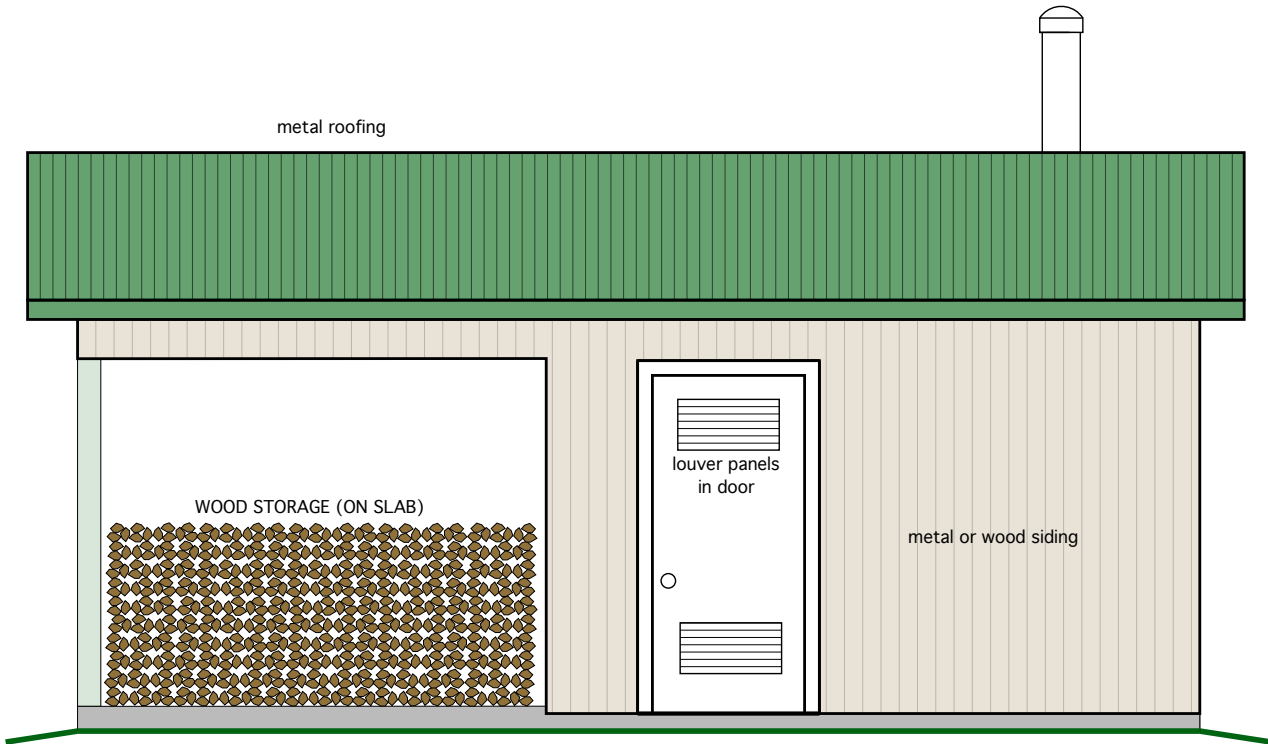 metal roofing
WOOD STORAGE (ON SLAB)
louver panels
in door
metal or wood siding